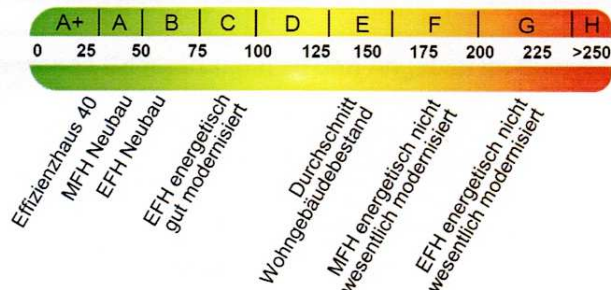 A+ A B C D E F G H
0 25 50 75 100 125 150 175 200 225 >250
Effizienzhaus 40
MFH Neubau
EFH Neubau
EFH energetisch
gut modernisiert
Durchschnitt
Wohngebäudebestand
MFH energetisch nicht
wesentlich modernisiert
EFH energetisch nicht
wesentlich modernisiert